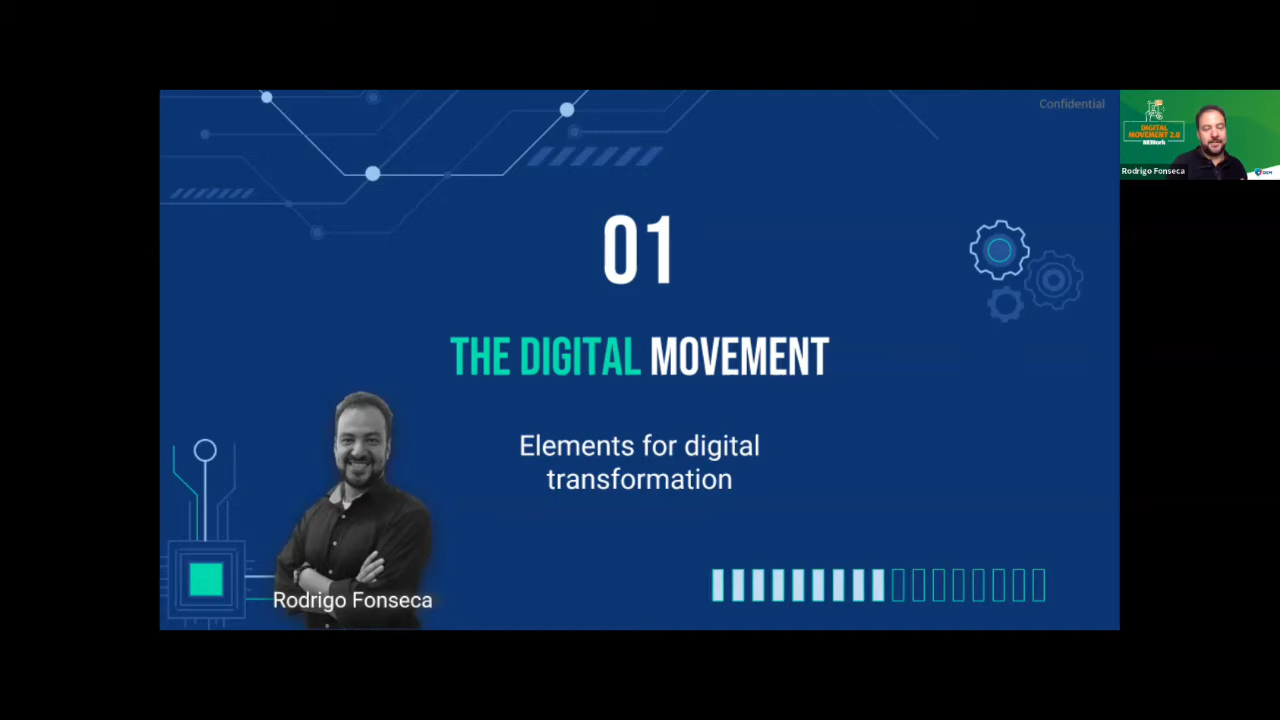 Confidential
01
THE DIGITAL MOVEMENT
Elements for digital
transformation
Rodrigo Fonseca
DIGITAL
MOVEMENT 2.0
Rodrigo Fonseca